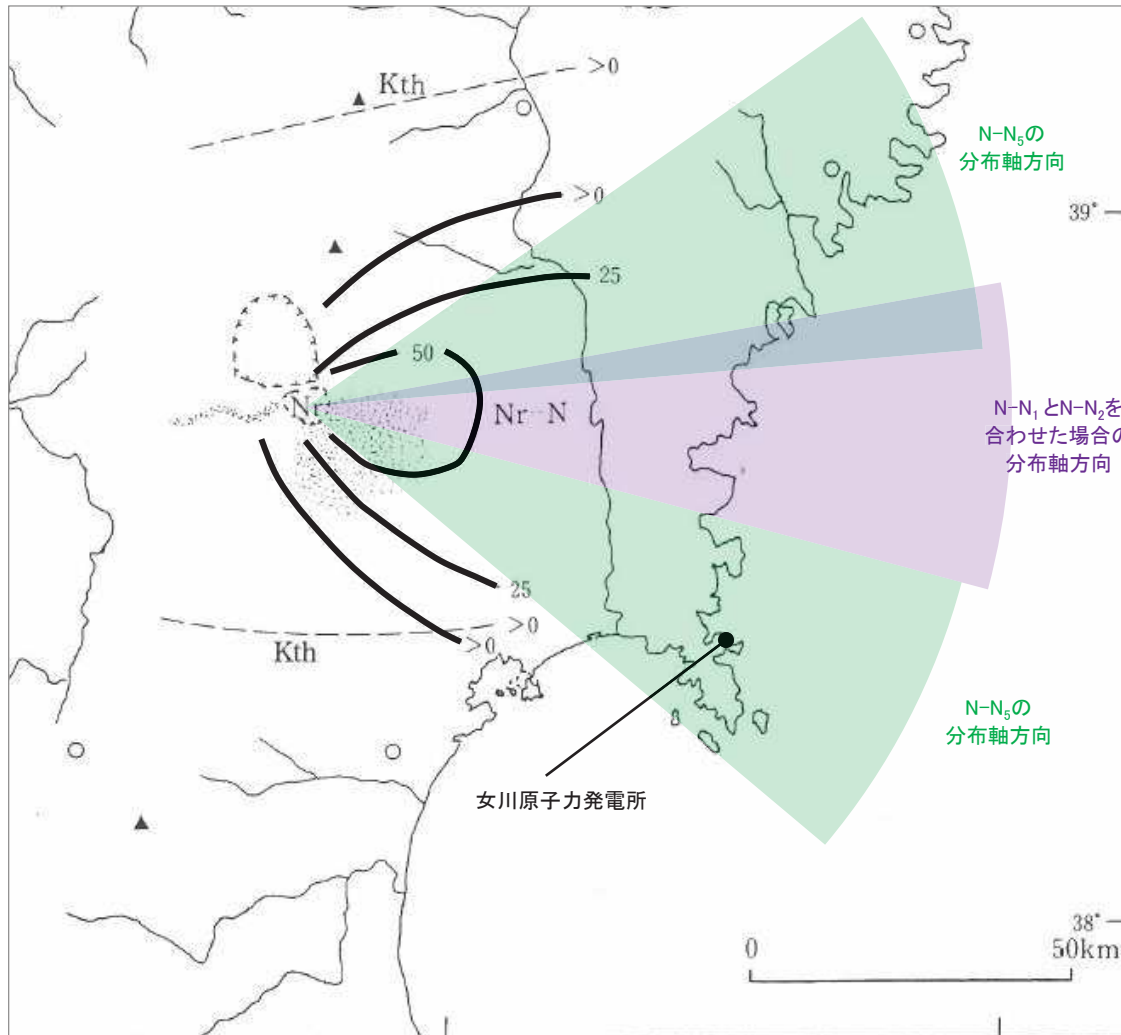 >0
Kth
N-N₅の
分布軸方向
>0
39°
25
50
Nr
Nr N
N-N₁とN-N₂を
合わせた場合の
分布軸方向
25
>0
>0
Kth
N-N₅の
分布軸方向
女川原子力発電所
38°
0 50km